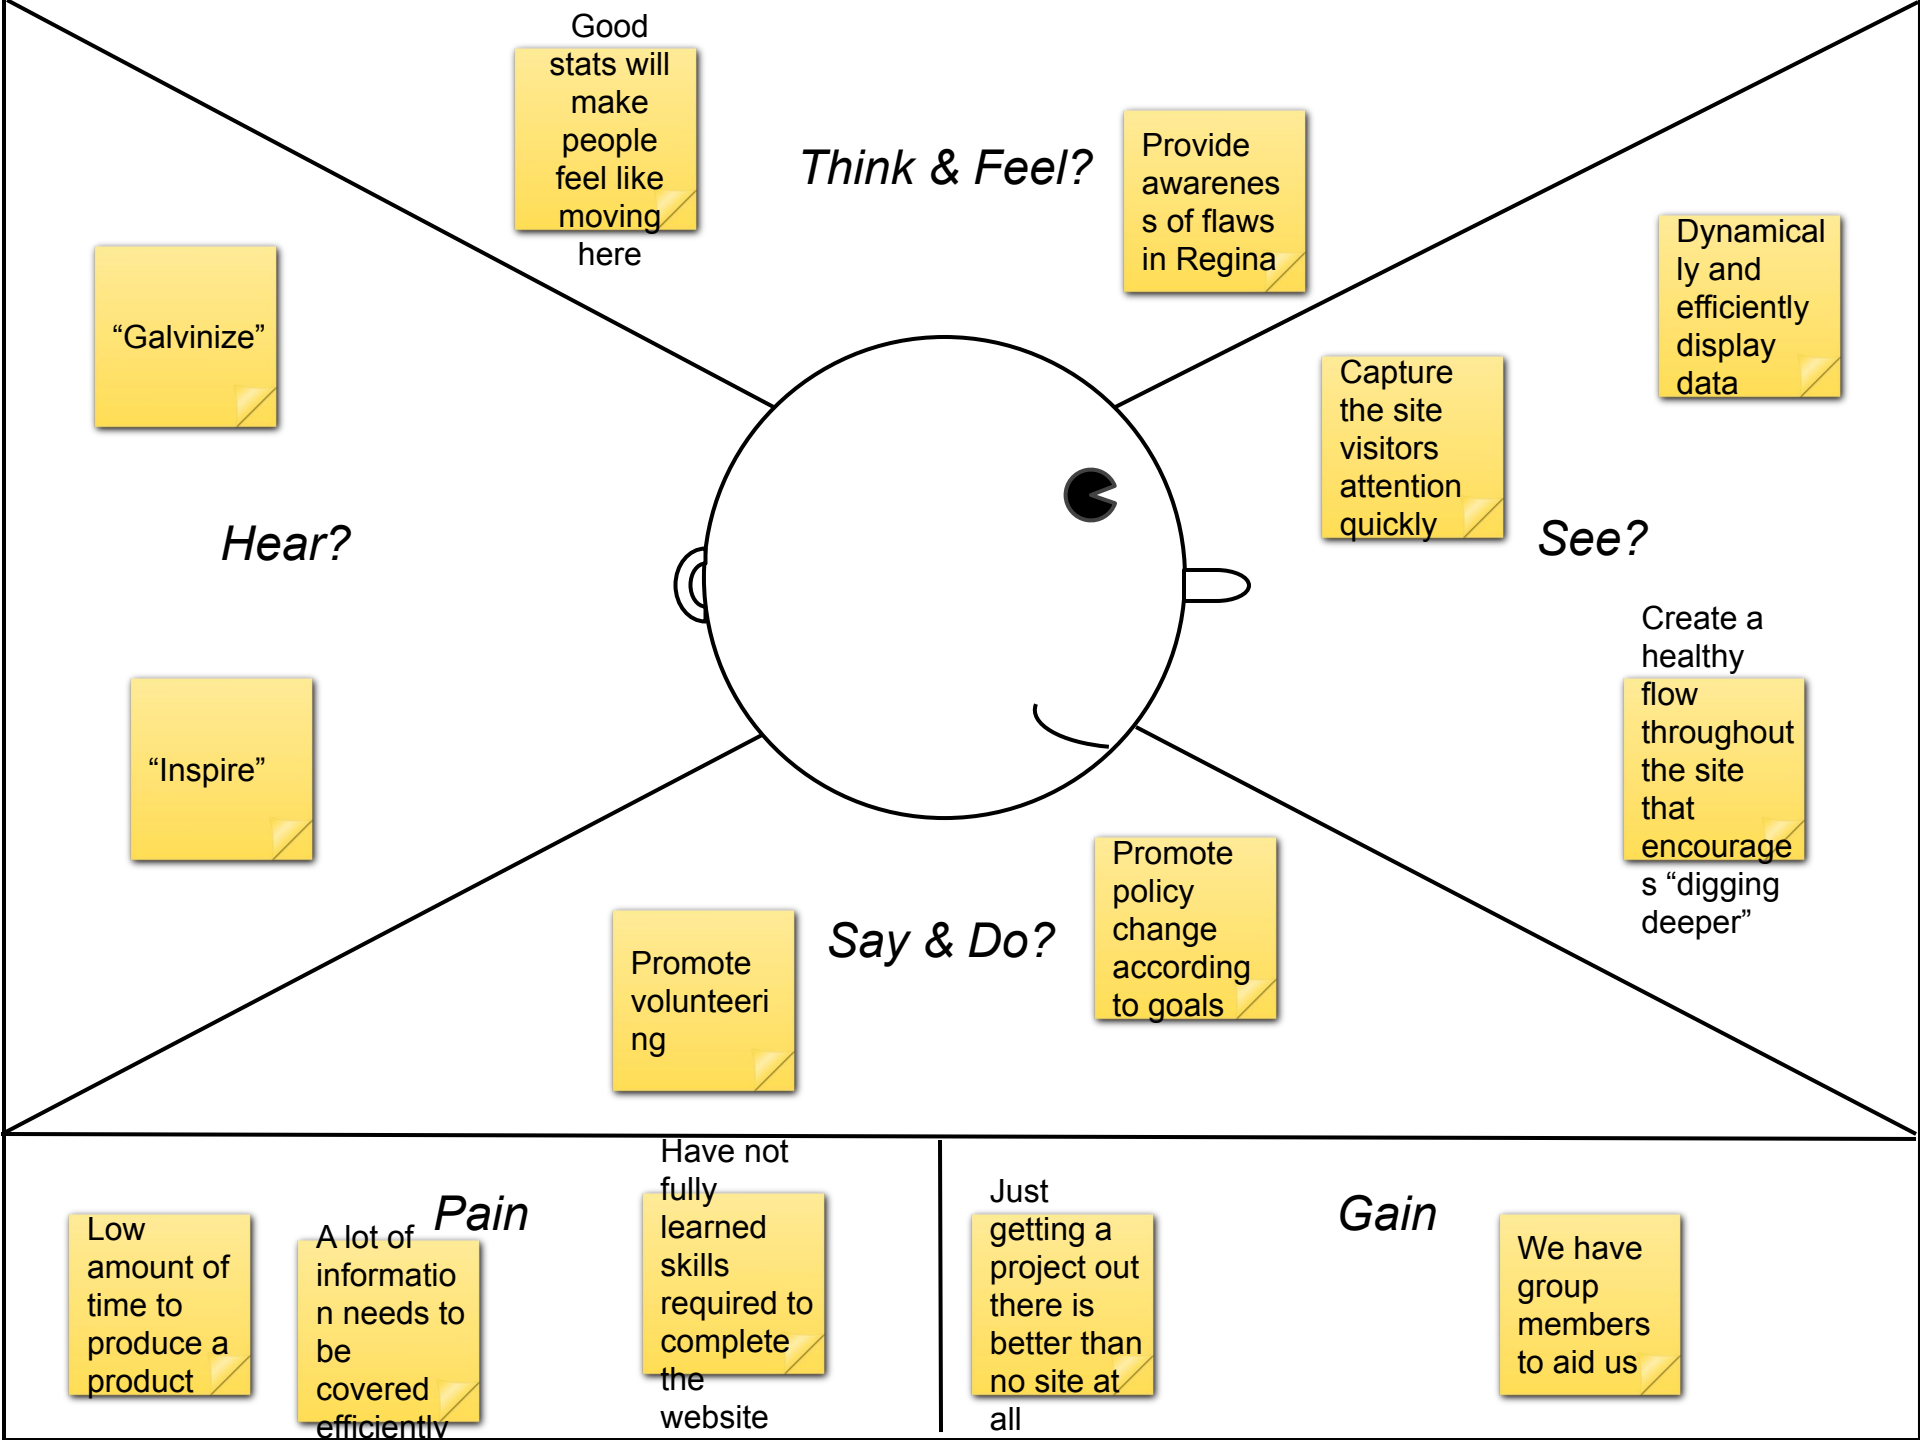 Good
stats will
make
people
feel like
moving
here
Think & Feel?
Provide
awarenes
s of flaws
in Regina
“Galvinize”
Hear?
“Inspire”
Capture
the site
visitors
attention
quickly
Dynamical
ly and
efficiently
display
data
See?
Create a
healthy
flow
throughout
the site
that
encourage
s “digging
deeper”
Promote
volunteeri
ng
Say & Do?
Promote
policy
change
according
to goals
Pain
Low
amount of
time to
produce a
product
A lot of
informatio
n needs to
be
covered
efficiently
Have not
fully
learned
skills
required to
complete
the
website
Gain
Just
getting a
project out
there is
better than
no site at
all
We have
group
members
to aid us